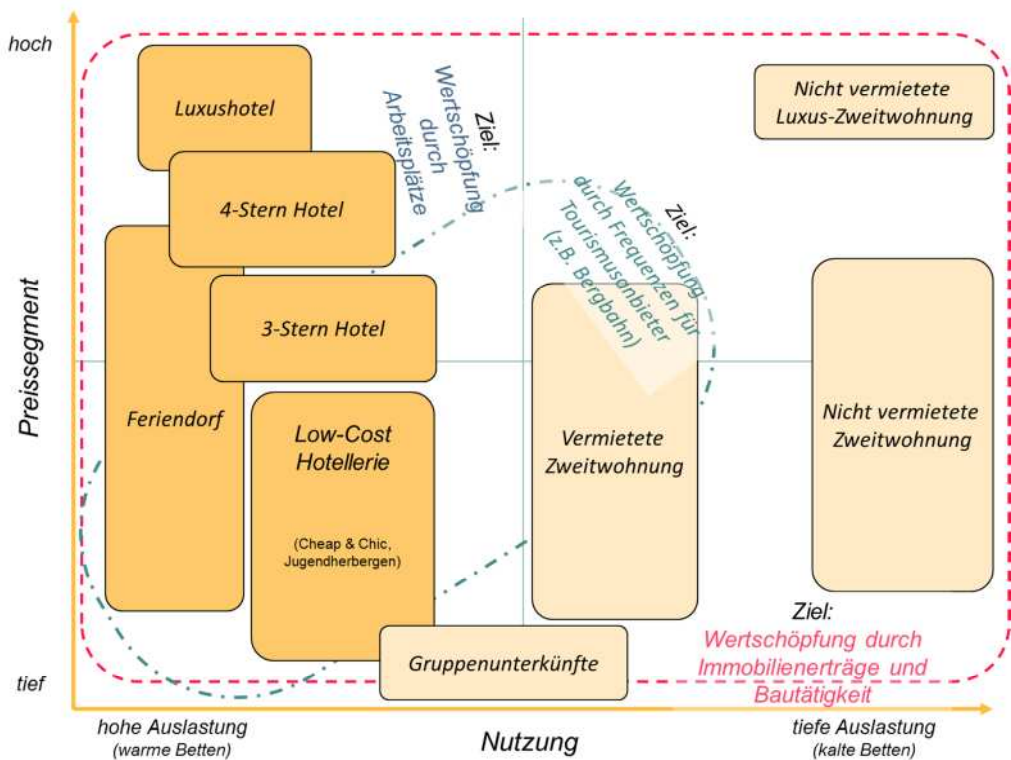 hoch
Preissegment
tief
Luxushotel
4-Stern Hotel
3-Stern Hotel
Feriendorf
Low-Cost
Hotellerie
(Cheap & Chic,
Jugendherbergen)
Gruppenunterkünfte
Ziel:
Wertschöpfung
durch
Arbeitsplätze
Ziel:
Wertschöpfung
durch Frequenzen für
Tourismusanbieter
(z.B. Bergbahn)
Vermietete
Zweitwohnung
Nicht vermietete
Luxus-Zweitwohnung
Nicht vermietete
Zweitwohnung
Ziel:
Wertschöpfung durch
Immobilienerträge und
Bautätigkeit
hohe Auslastung
(warme Betten)
Nutzung
tiefe Auslastung
(kalte Betten)